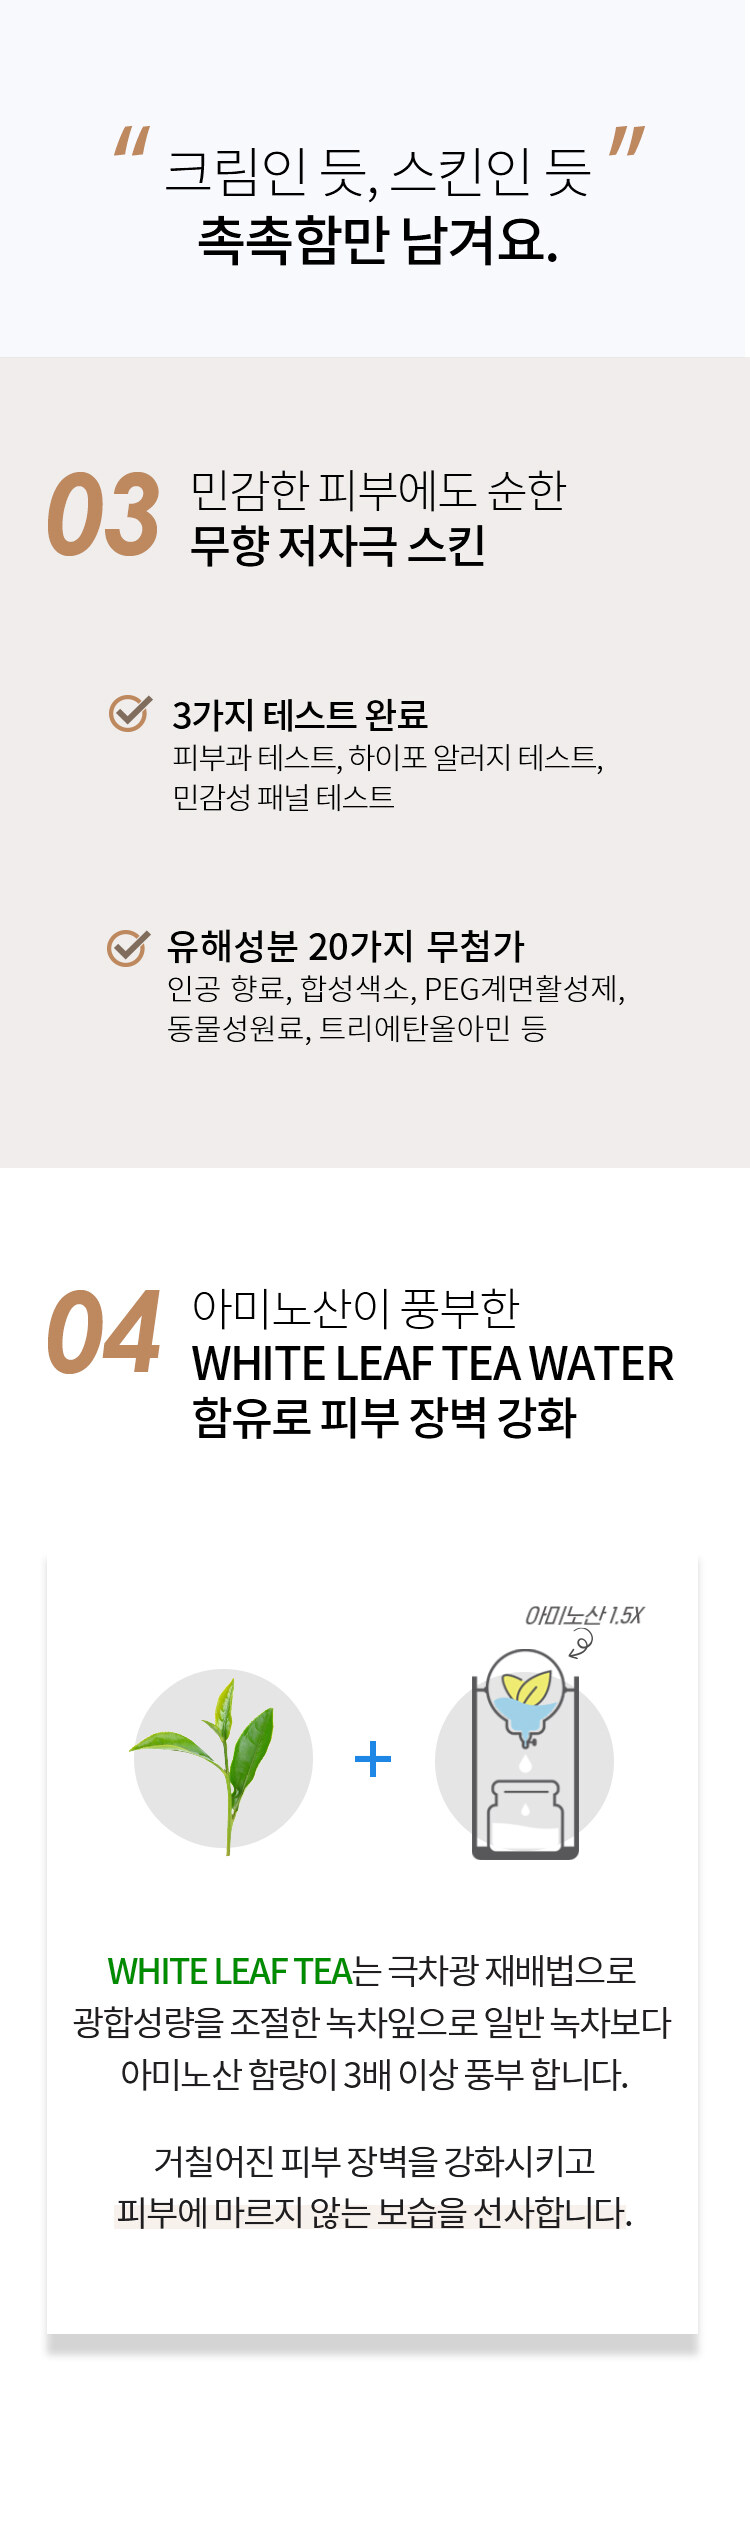 “ 크림인 듯, 스킨인 듯 ”
촉촉함만 남겨요.
03
민감한 피부에도 순한
무향 저자극 스킨
3가지 테스트 완료
피부과 테스트, 하이포 알러지 테스트,
민감성 패널 테스트
유해성분 20가지 무첨가
인공 향료, 합성색소, PEG계면활성제,
동물성원료, 트리에탄올아민 등
04
아미노산이 풍부한
WHITE LEAF TEA WATER
함유로 피부 장벽 강화
아미노산 1.5X
WHITE LEAF TEA는 극차광 재배법으로
광합성량을 조절한 녹차잎으로 일반 녹차보다
아미노산 함량이 3배 이상 풍부 합니다.
거칠어진 피부 장벽을 강화시키고
피부에 마르지 않는 보습을 선사합니다.